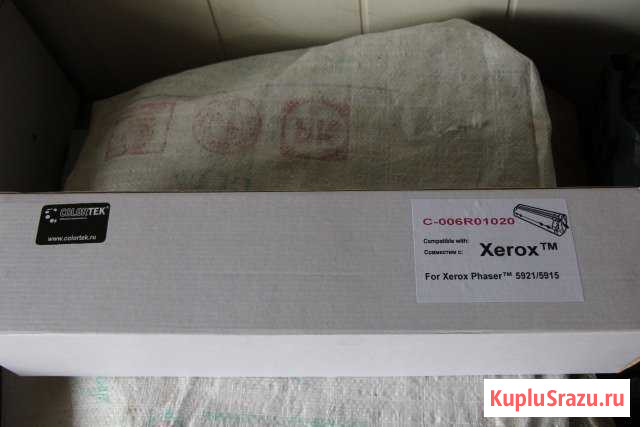 COLORTEK
www.colortek.ru
C-006R01020
Compatible with:
Совместим с:
Xerox™
For Xerox Phaser™ 5921/5915
KupluSrazu.ru